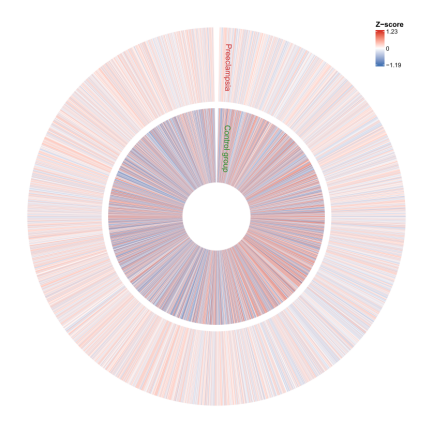 Z-score
1.23
0
-1.19
Preeclampsia
Control group